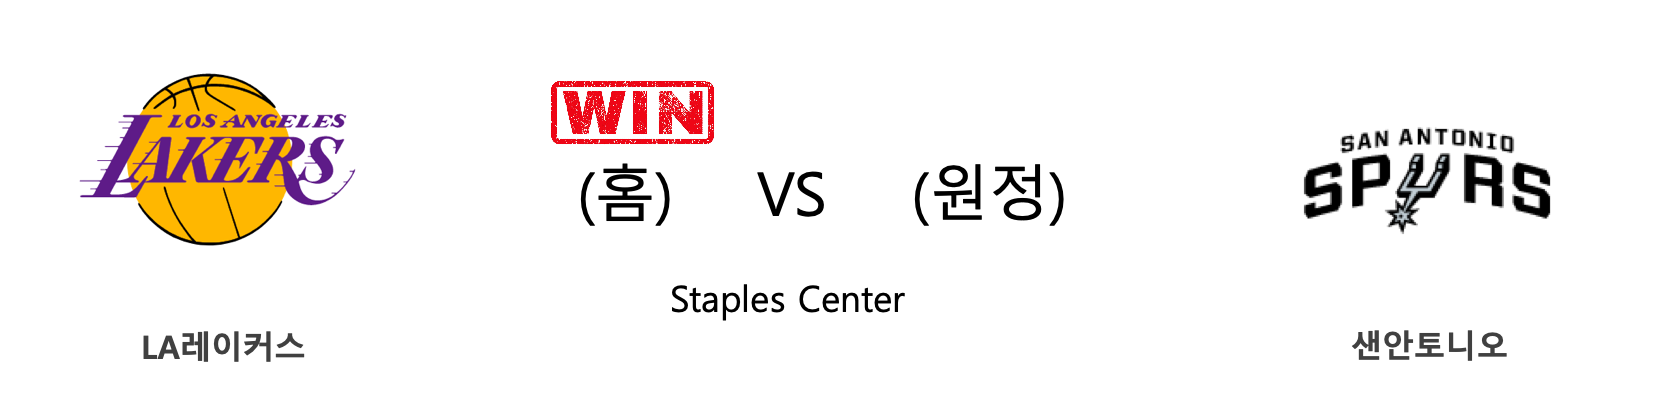 LOS ANGELES
LAKERS
LA레이커스
WIN
(홈) VS (원정)
Staples Center
SAN ANTONIO
SPURS
샌안토니오